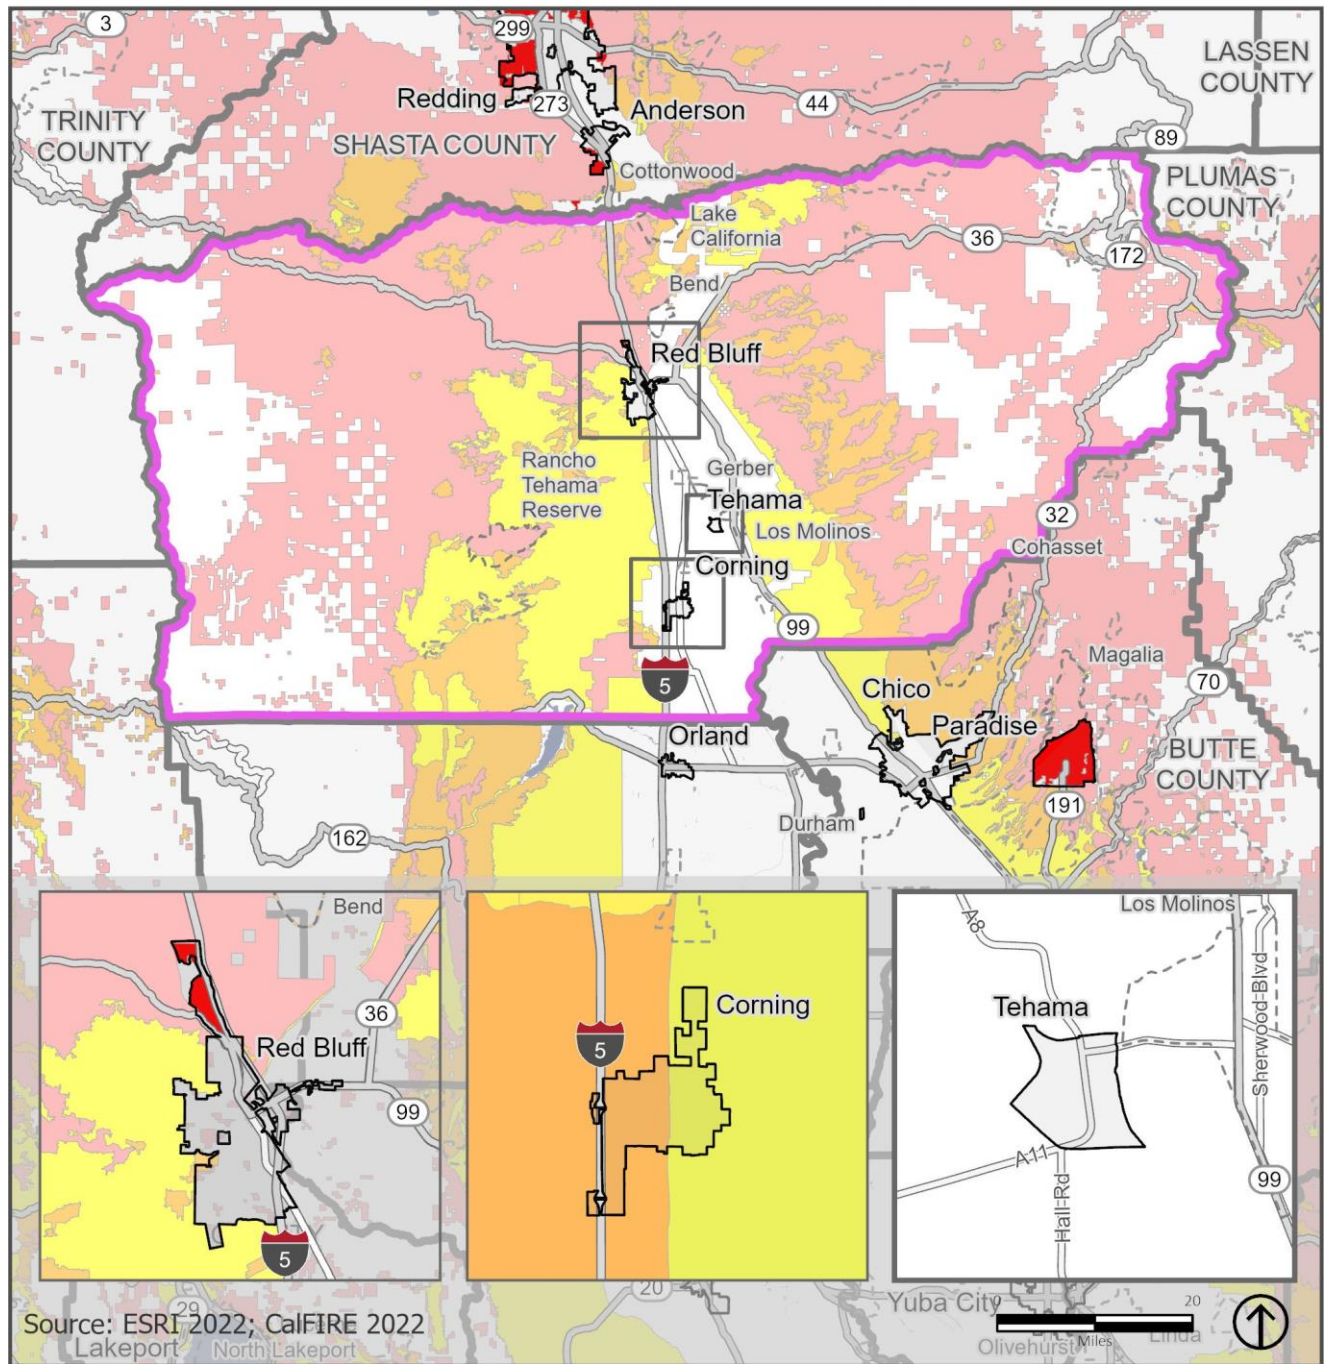 3
299
LASSEN
COUNTY
Redding
273
Anderson
44
TRINITY
COUNTY
SHASTA COUNTY
89
Cottonwood
PLUMAS
COUNTY
Lake
California
36
172
Bend
Red Bluff
Rancho
Tehama
Reserve
Gerber
Tehama
Los Molinos
32
Cohasset
Corning
99
Magalia
5
70
Chico
Paradise
Orland
BUTTE
COUNTY
191
Durham
162
Bend
36
Red Bluff
99
5
Corning
5
Los Molinos
A8
Tehama
Sherwood Blvd
A11
Hall Rd
99
20
29
Source: ESRI 2022; CalFIRE 2022
Lakeport
North Lakeport
Yuba City
0
20
Miles
Olivehurst
Linda